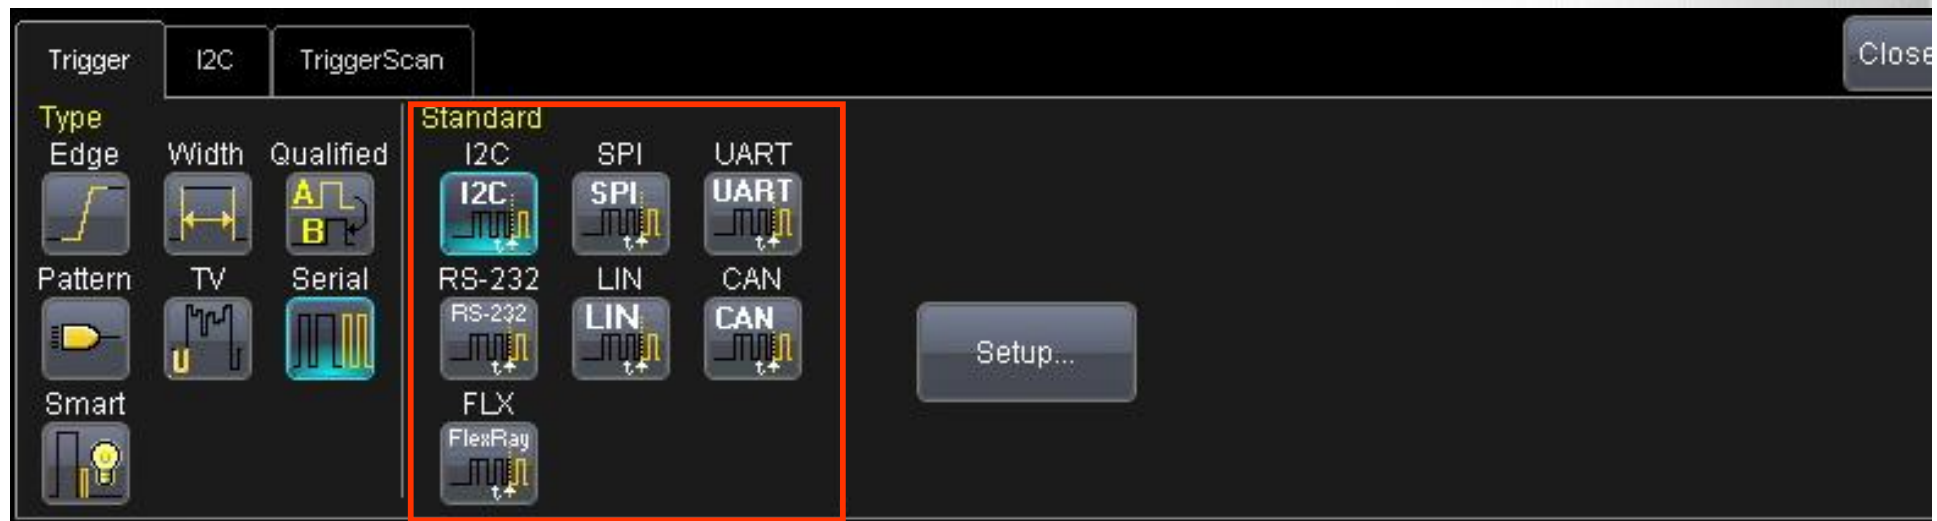 Trigger I2C TriggerScan Close
Type
Edge Width Qualified
A
B
Pattern TV Serial
Smart
Standard
I2C SPI UART
I2C SPI UART
RS-232 LIN CAN
RS-232 LIN CAN
FLX
FlexRay
Setup...